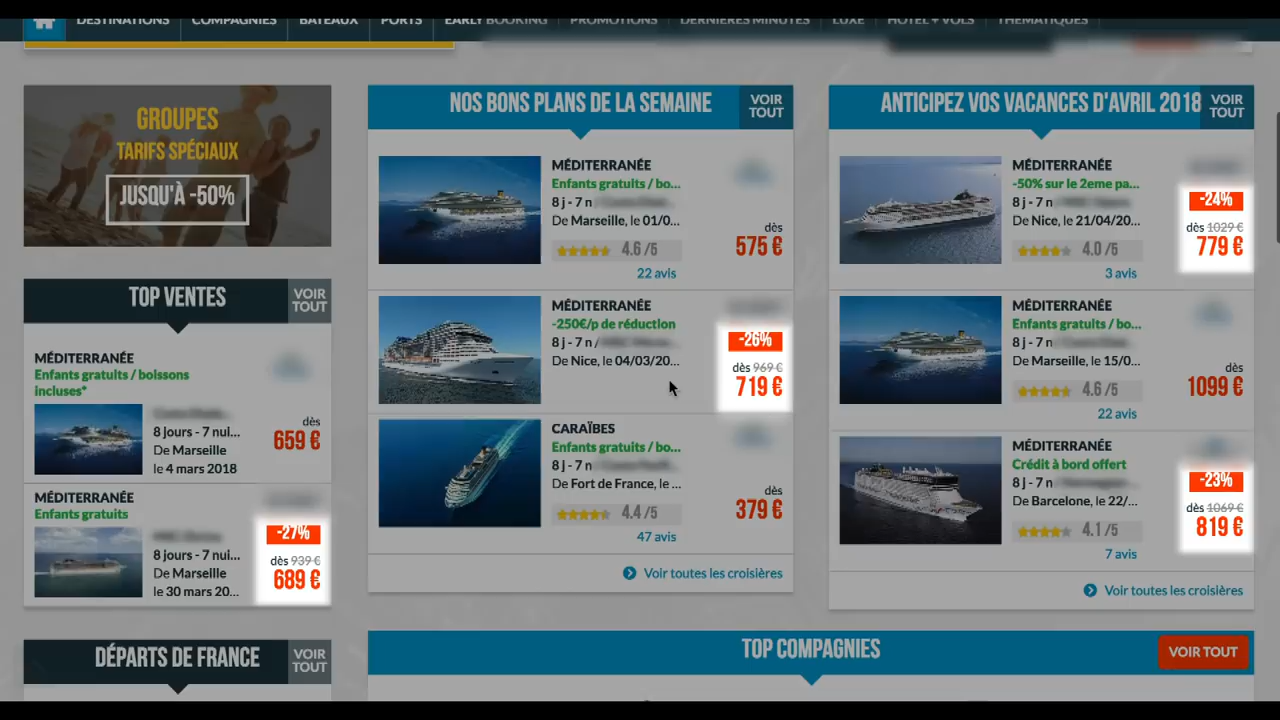 DESTINATIONS
COMPAGNIES
BATEAUX
PORTS
EARLY BOOKING
PROMOTIONS
DERNIÈRES MINUTES
LUXE
HÔTEL + VOLS
THÉMATIQUES
GROUPES
TARIFS SPÉCIAUX
JUSQU'À -50%
TOP VENTES
VOIR
TOUT
MÉDITERRANÉE
Enfants gratuits / boissons
incluses*
8 jours - 7 nui...
De Marseille
le 4 mars 2018
dès
659 €
MÉDITERRANÉE
Enfants gratuits
8 jours - 7 nui...
De Marseille
le 30 mars 20...
-27%
dès 939 €
689 €
DÉPARTS DE FRANCE
VOIR
TOUT
NOS BONS PLANS DE LA SEMAINE
VOIR
TOUT
MÉDITERRANÉE
Enfants gratuits / bo...
8 j - 7 n
De Marseille, le 01/0...
4.6 /5
22 avis
dès
575 €
MÉDITERRANÉE
-250€/p de réduction
8 j - 7 n /
De Nice, le 04/03/20...
-26%
dès 969 €
719 €
CARAÏBES
Enfants gratuits / bo...
8 j - 7 n
De Fort de France, le ...
4.4 /5
47 avis
dès
379 €
Voir toutes les croisières
ANTICIPEZ VOS VACANCES D'AVRIL 2018
VOIR
TOUT
MÉDITERRANÉE
-50% sur le 2eme pa...
8 j - 7 n
De Nice, le 21/04/20...
4.0 /5
3 avis
-24%
dès 1029 €
779 €
MÉDITERRANÉE
Enfants gratuits / bo...
8 j - 7 n
De Marseille, le 15/0...
4.6 /5
22 avis
dès
1099 €
MÉDITERRANÉE
Crédit à bord offert
8 j - 7 n
De Barcelone, le 22/...
4.1 /5
7 avis
-23%
dès 1069 €
819 €
Voir toutes les croisières
TOP COMPAGNIES
VOIR TOUT